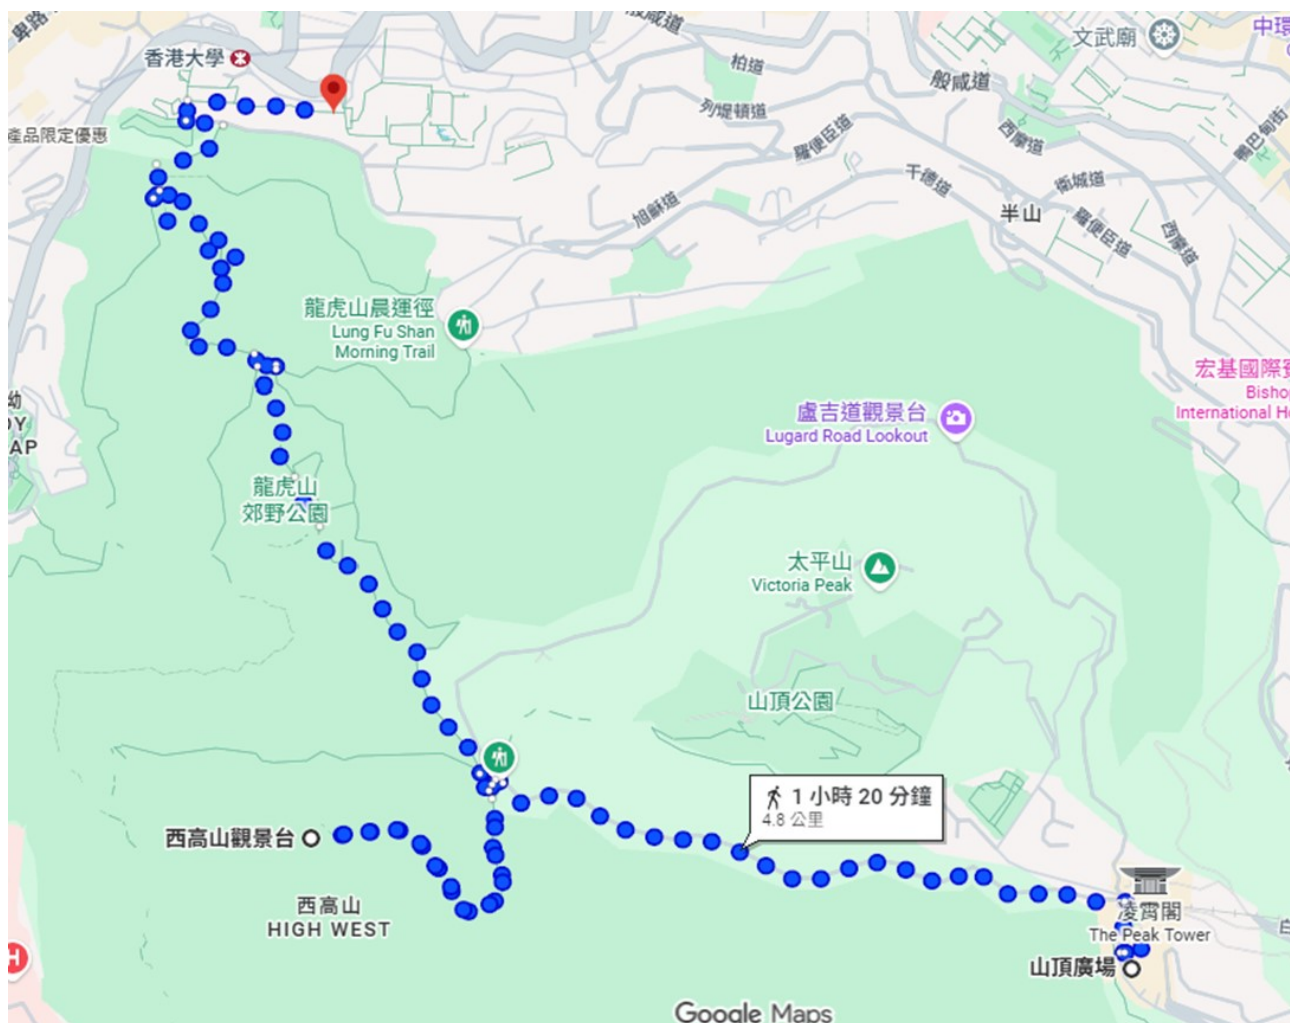 般咸道
文武廟
香港大學
柏道
般咸道
列堤頓道
西摩道
產品限定優惠
羅便臣道
干德道
衛城道
旭龢道
半山
羅便臣道
西摩道
龍虎山晨運徑
Lung Fu Shan
Morning Trail
Bisho
International H
盧吉道觀景台
Lugard Road Lookout
AP
龍虎山
郊野公園
太平山
Victoria Peak
山頂公園
1 小時 20 分鐘
4.8 公里
西高山觀景台
西高山
HIGH WEST
凌霄閣
The Peak Tower
山頂廣場
H
Google Maps